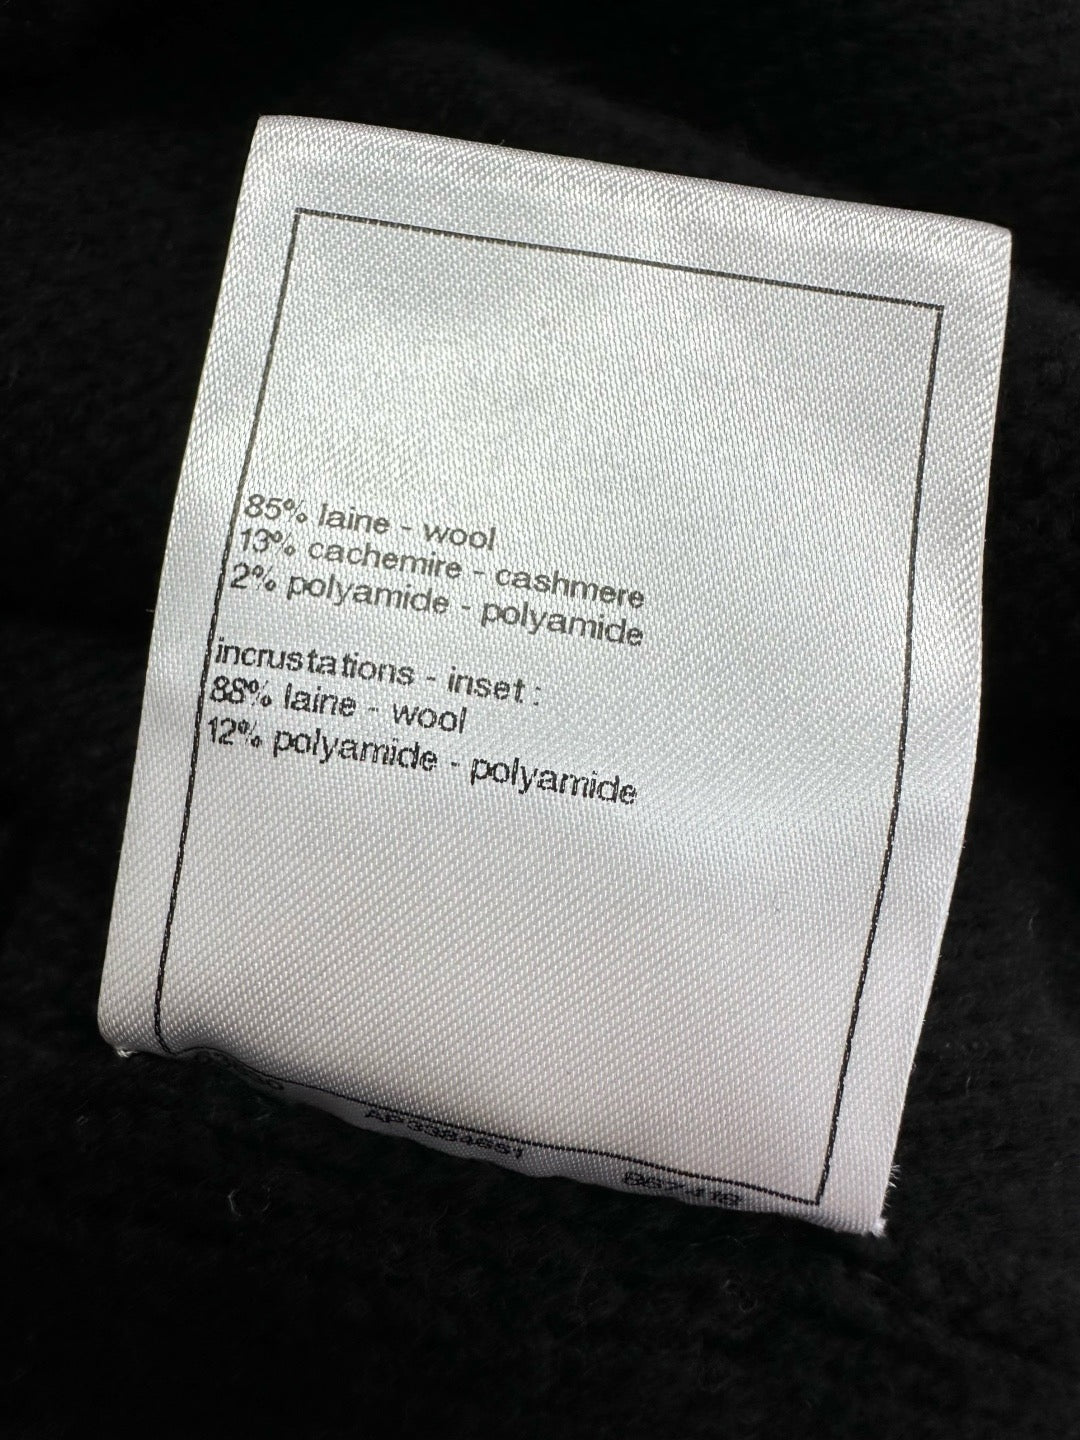 85% laine - wool
13% cachemire - cashmere
2% polyamide - polyamide
incrustations - inset :
88% laine - wool
12% polyamide - polyamide